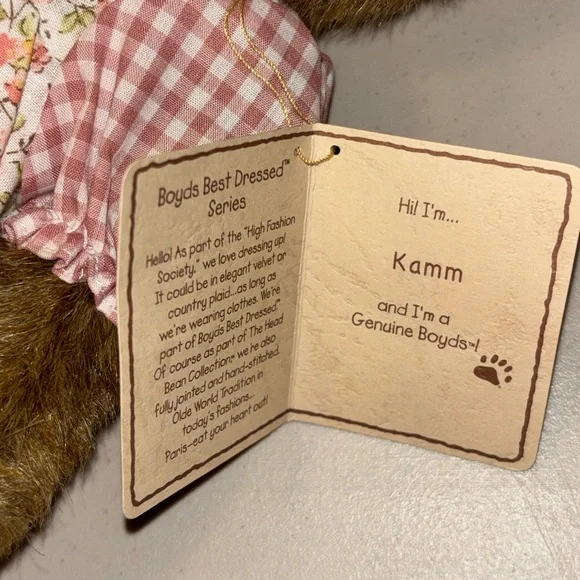 Boyds Best Dressed™
Series
Hello! As part of the "High Fashion
Society," we love dressing up!
It could be in elegant velvet or
country plaid...as long as
we're wearing clothes. We're
part of Boyds Best Dressed.™
Of course as part of The Head
Bean Collection,™ we're also
fully jointed and hand-stitched.
Olde World Tradition in
today's fashions...
Paris-eat your heart out!
Hi! I'm...
Kamm
and I'm a
Genuine Boyds™!